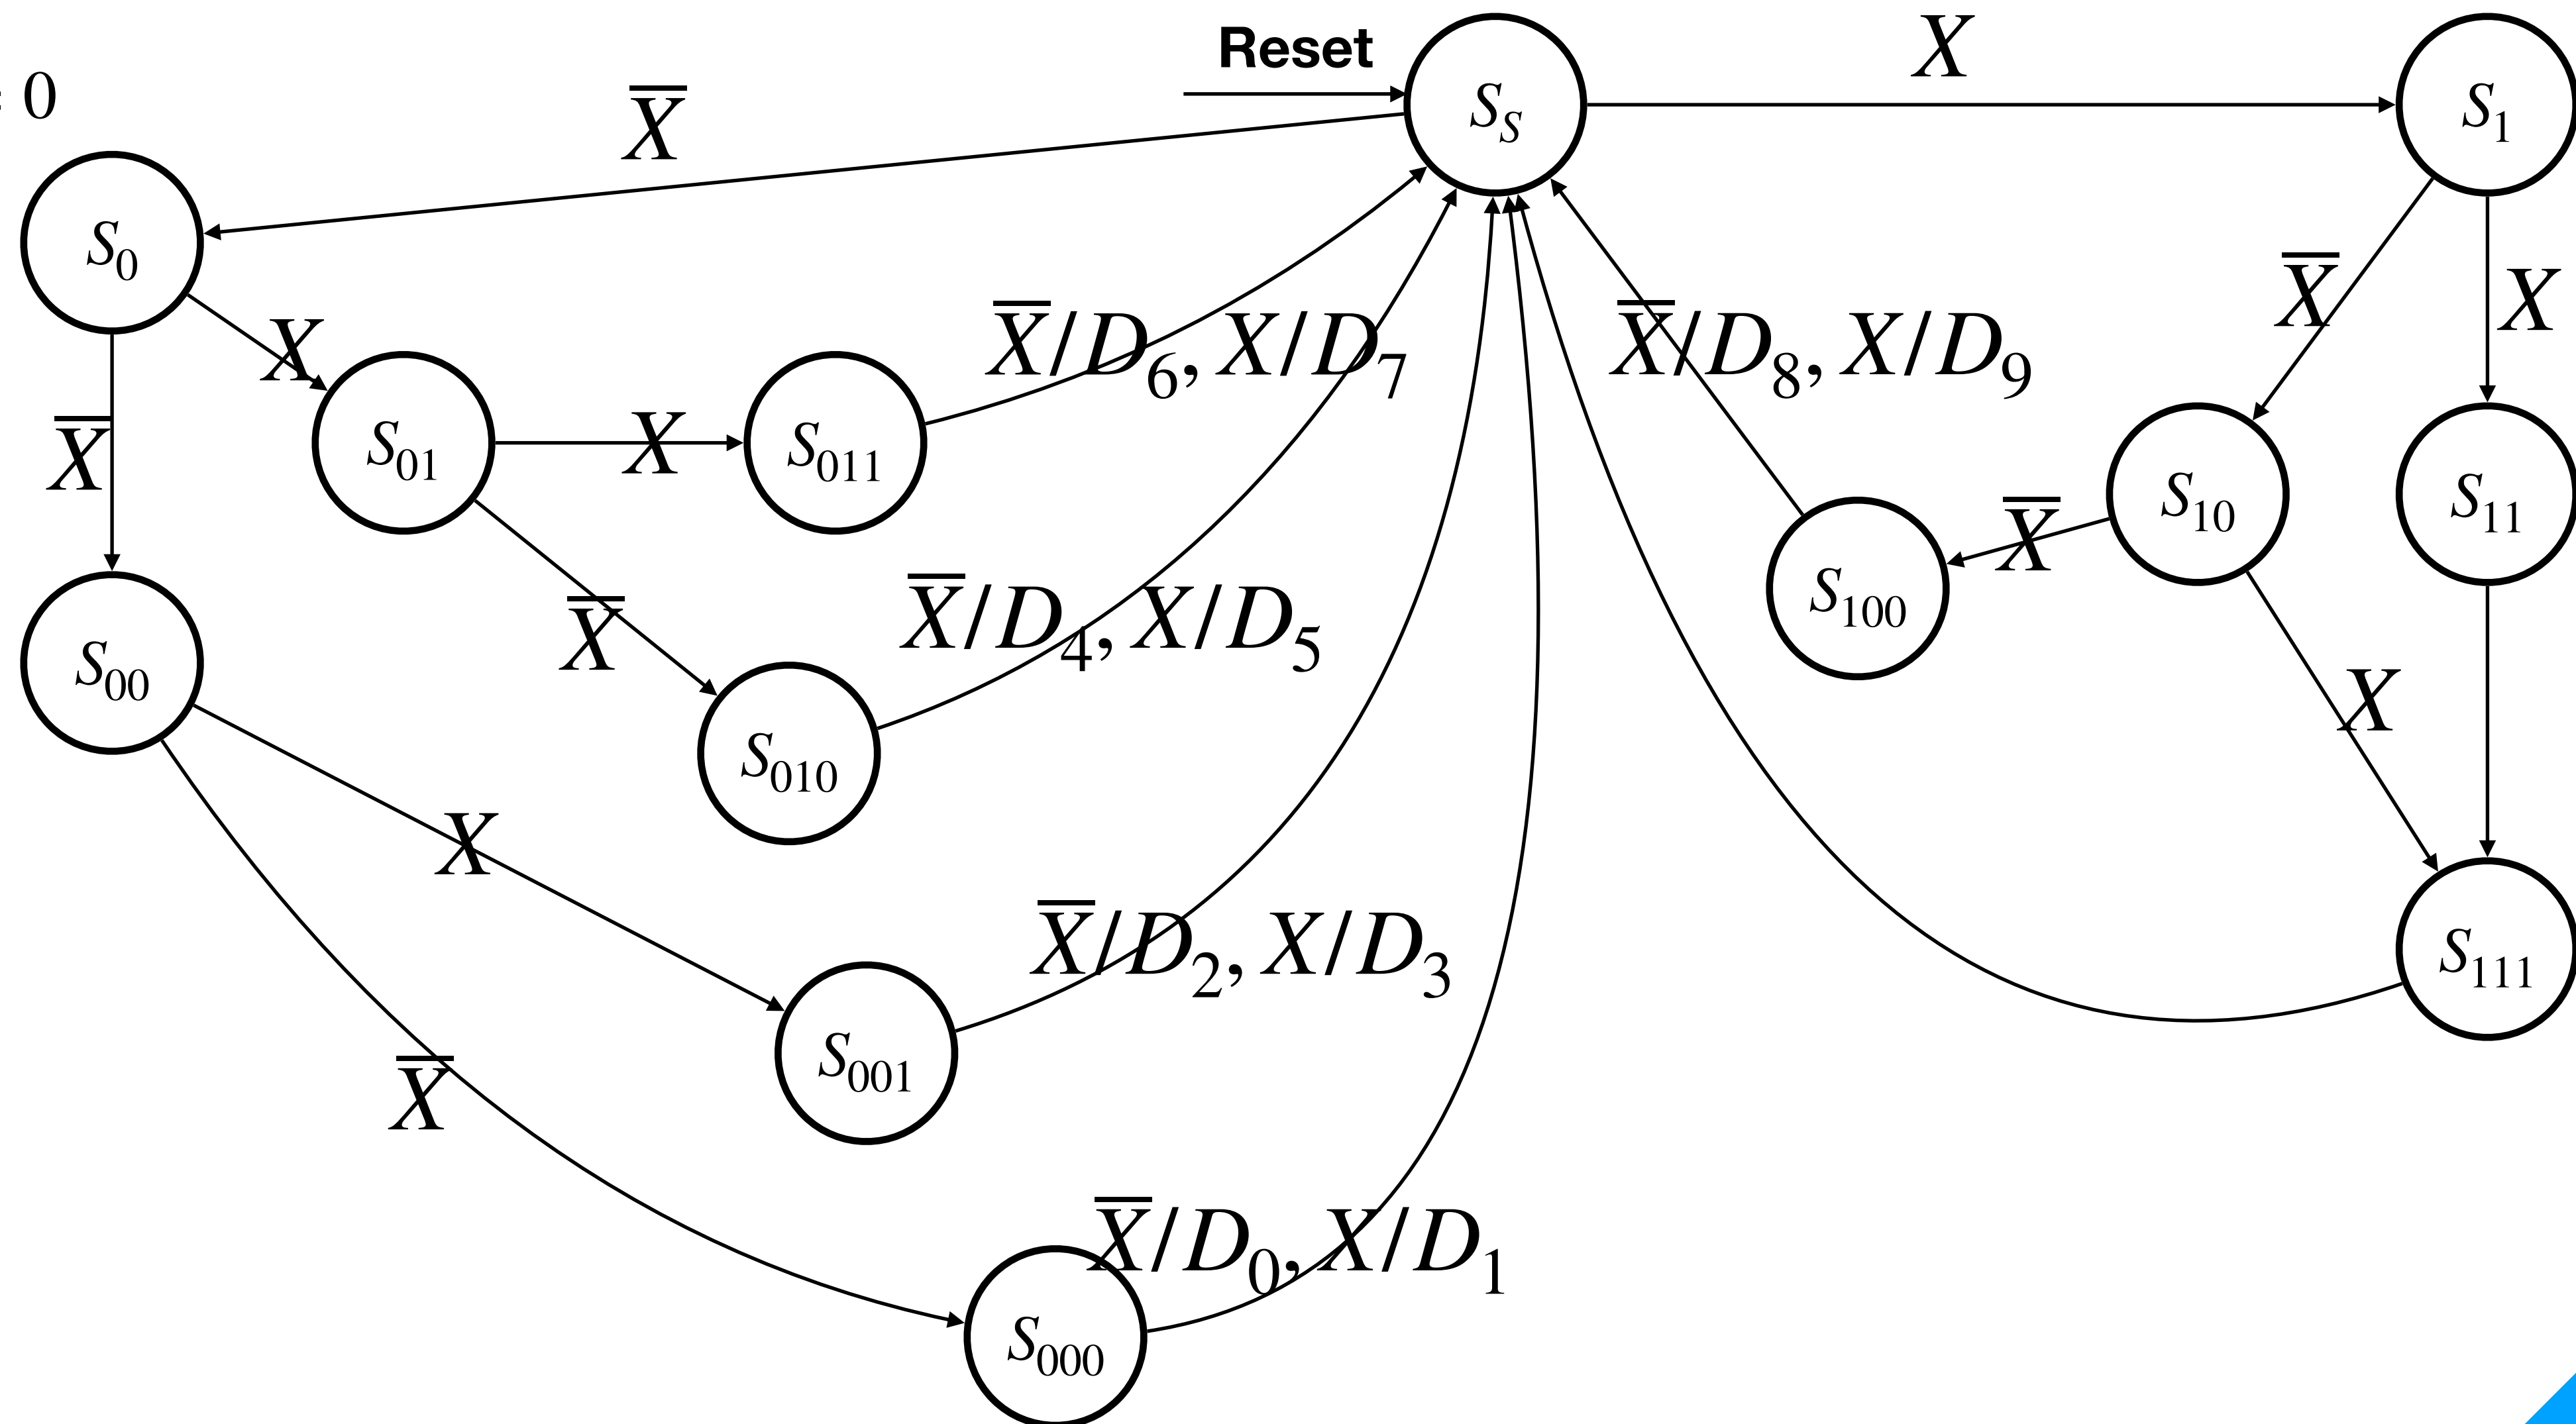 Reset
X
: 0
X̅
S_S
S_1
S_0
X̅
X
X
X̅/D_6, X/D_7
X̅/D_8, X/D_9
X̅
S_01
X
S_011
S_10
S_11
X̅
S_100
X̅
X̅/D_4, X/D_5
S_00
S_010
X
X
X̅/D_2, X/D_3
S_111
S_001
X̅
X̅/D_0, X/D_1
S_000